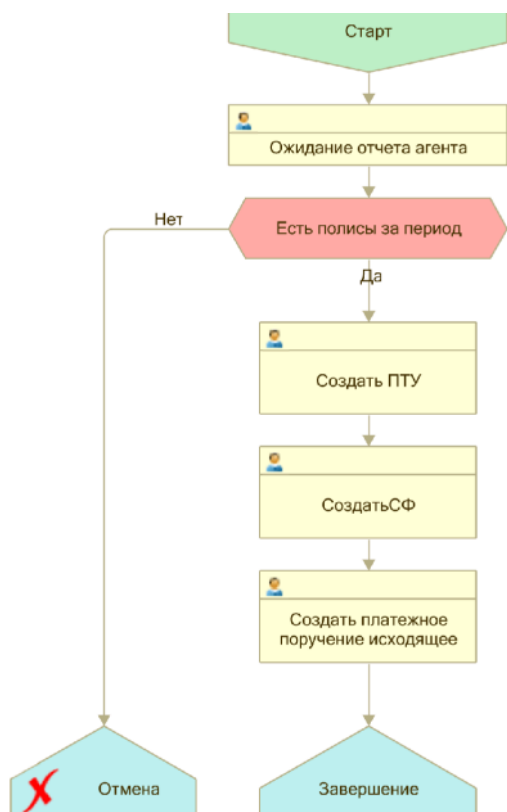 Старт
Ожидание отчета агента
Нет
Есть полисы за период
Да
Создать ПТУ
СоздатьСФ
Создать платежное
поручение исходящее
Отмена
Завершение